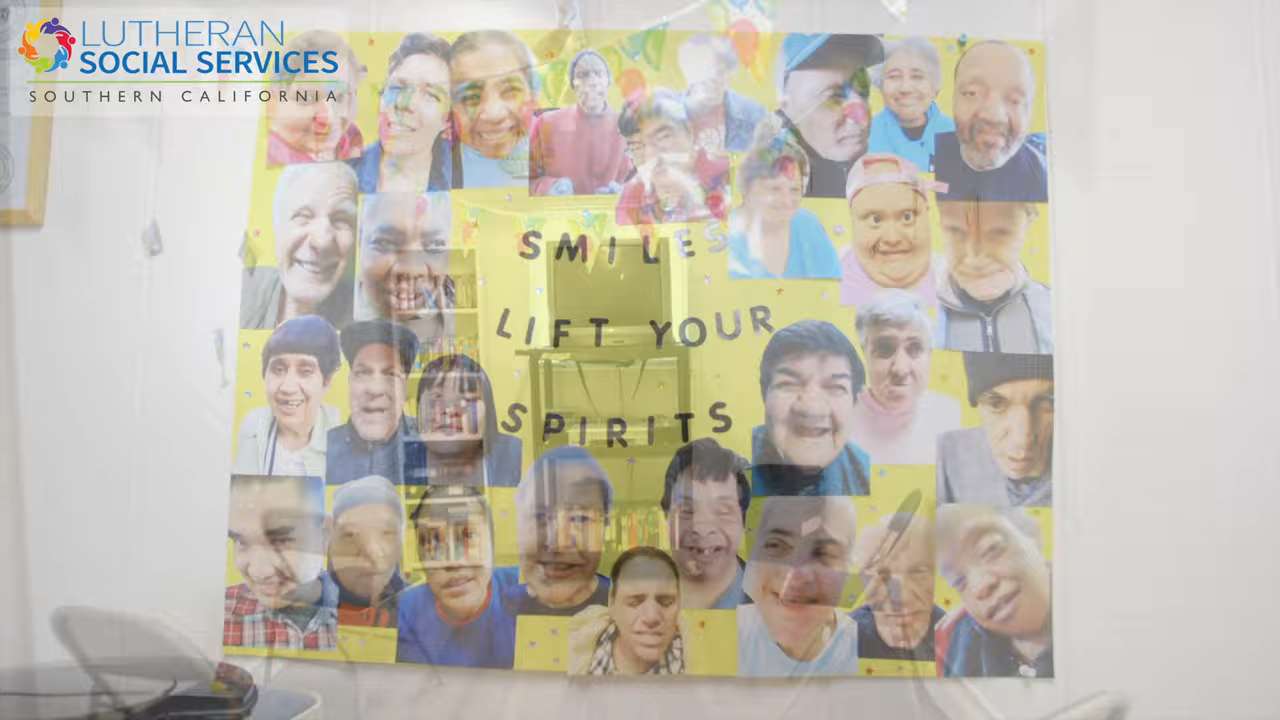 LUTHERAN
SOCIAL SERVICES
SOUTHERN CALIFORNIA
SMILES
LIFT YOUR
SPIRITS